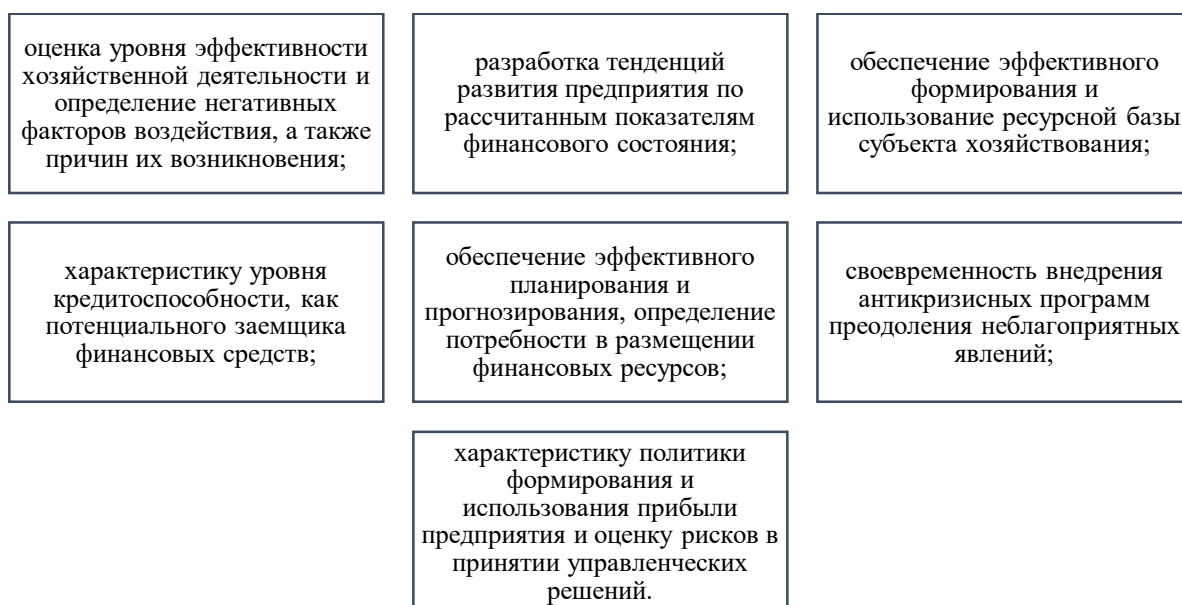 оценка уровня эффективности
хозяйственной деятельности и
определение негативных
факторов воздействия, а также
причин их возникновения;
разработка тенденций
развития предприятия по
рассчитанным показателям
финансового состояния;
обеспечение эффективного
формирования и
использование ресурсной базы
субъекта хозяйствования;
характеристику уровня
кредитоспособности, как
потенциального заемщика
финансовых средств;
обеспечение эффективного
планирования и
прогнозирования, определение
потребности в размещении
финансовых ресурсов;
своевременность внедрения
антикризисных программ
преодоления неблагоприятных
явлений;
характеристику политики
формирования и
использования прибыли
предприятия и оценку рисков в
принятии управленческих
решений.